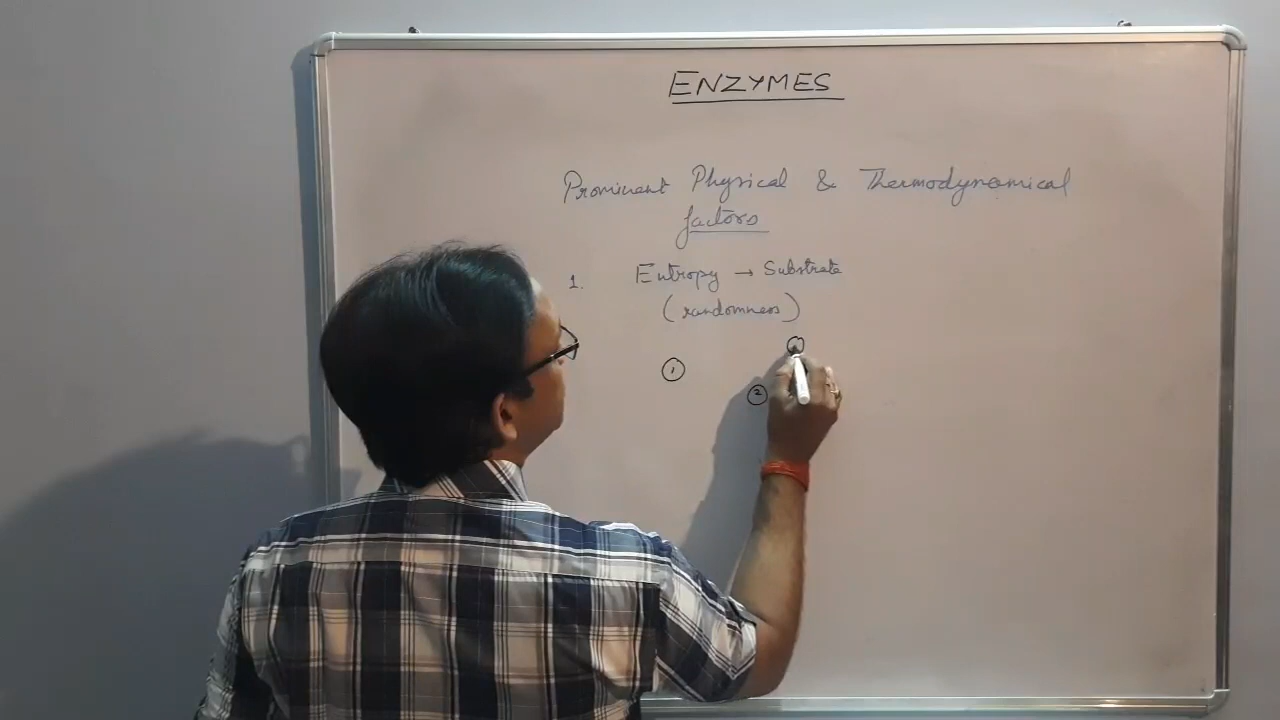 ENZYMES
Prominent Physical & Thermodynamical
factors
1. Entropy → Substrate
(randomness)
①
②